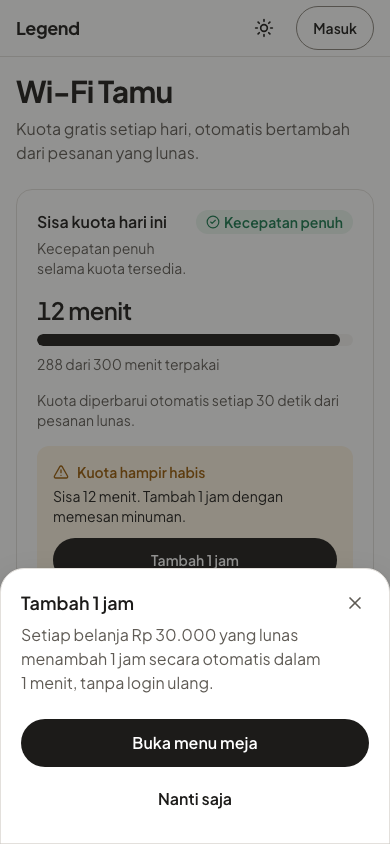 Legend
Masuk
Wi-Fi Tamu
Kuota gratis setiap hari, otomatis bertambah
dari pesanan yang lunas.
Sisa kuota hari ini
Kecepatan penuh
Kecepatan penuh
selama kuota tersedia.
12 menit
288 dari 300 menit terpakai
Kuota diperbarui otomatis setiap 30 detik dari
pesanan lunas.
Kuota hampir habis
Sisa 12 menit. Tambah 1 jam dengan
memesan minuman.
Tambah 1 jam
Tambah 1 jam
Setiap belanja Rp 30.000 yang lunas
menambah 1 jam secara otomatis dalam
1 menit, tanpa login ulang.
Buka menu meja
Nanti saja